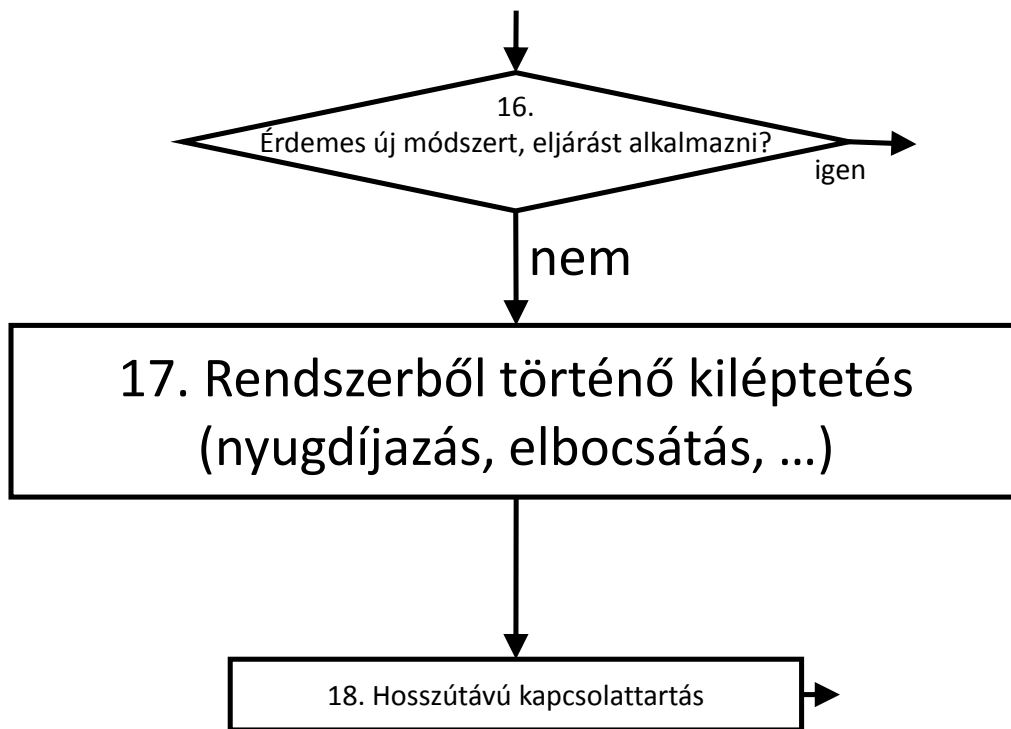 16.
Érdemes új módszert, eljárást alkalmazni?
igen
nem
17. Rendszerből történő kiléptetés
(nyugdíjazás, elbocsátás, ...)
18. Hosszútávú kapcsolattartás